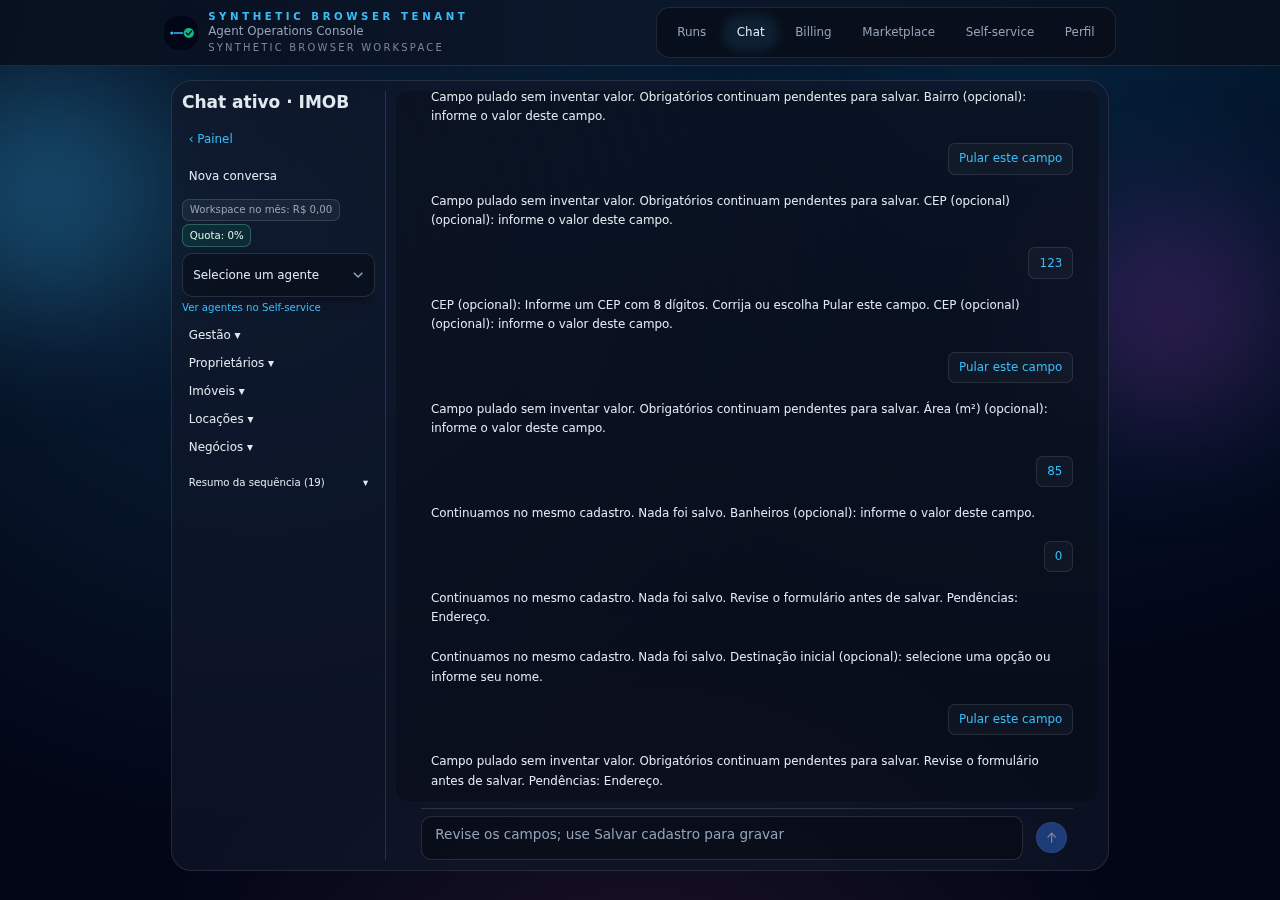 SYNTHETIC BROWSER TENANT
Agent Operations Console
SYNTHETIC BROWSER WORKSPACE
Runs
Chat
Billing
Marketplace
Self-service
Perfil
Chat ativo · IMOB
‹ Painel
Nova conversa
Workspace no mês: R$ 0,00
Quota: 0%
Selecione um agente
Ver agentes no Self-service
Gestão ▾
Proprietários ▾
Imóveis ▾
Locações ▾
Negócios ▾
Resumo da sequência (19) ▾
Campo pulado sem inventar valor. Obrigatórios continuam pendentes para salvar. Bairro (opcional):
informe o valor deste campo.
Pular este campo
Campo pulado sem inventar valor. Obrigatórios continuam pendentes para salvar. CEP (opcional)
(opcional): informe o valor deste campo.
123
CEP (opcional): Informe um CEP com 8 dígitos. Corrija ou escolha Pular este campo. CEP (opcional)
(opcional): informe o valor deste campo.
Pular este campo
Campo pulado sem inventar valor. Obrigatórios continuam pendentes para salvar. Área (m²) (opcional):
informe o valor deste campo.
85
Continuamos no mesmo cadastro. Nada foi salvo. Banheiros (opcional): informe o valor deste campo.
0
Continuamos no mesmo cadastro. Nada foi salvo. Revise o formulário antes de salvar. Pendências:
Endereço.
Continuamos no mesmo cadastro. Nada foi salvo. Destinação inicial (opcional): selecione uma opção ou
informe seu nome.
Pular este campo
Campo pulado sem inventar valor. Obrigatórios continuam pendentes para salvar. Revise o formulário
antes de salvar. Pendências: Endereço.
Revise os campos; use Salvar cadastro para gravar